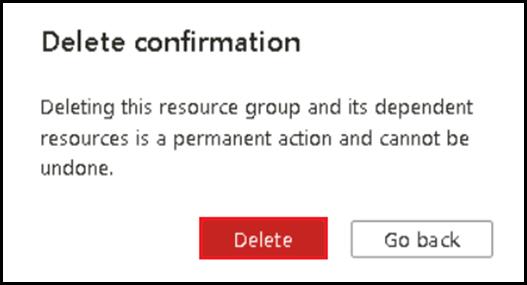 Delete confirmation
Deleting this resource group and its dependent
resources is a permanent action and cannot be
undone.
Delete
Go back